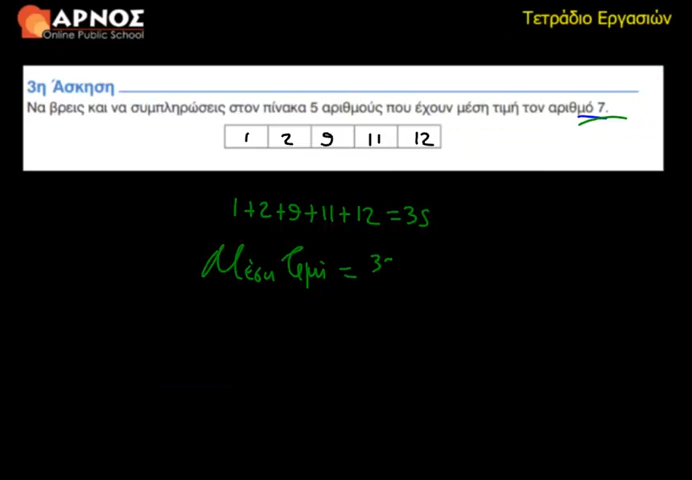 ΑΡΝΟΣ
Online Public School
Τετράδιο Εργασιών
3η Άσκηση
Να βρεις και να συμπληρώσεις στον πίνακα 5 αριθμούς που έχουν μέση τιμή τον αριθμό 7.
1 2 9 11 12
1+2+9+11+12=35
Μέση τιμή = 3